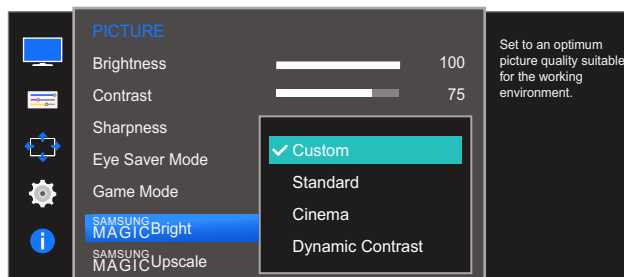 PICTURE
Brightness 100
Contrast 75
Sharpness
Eye Saver Mode
Game Mode
SAMSUNG
MAGICBright
SAMSUNG
MAGICUpscale
Custom
Standard
Cinema
Dynamic Contrast
Set to an optimum
picture quality suitable
for the working
environment.